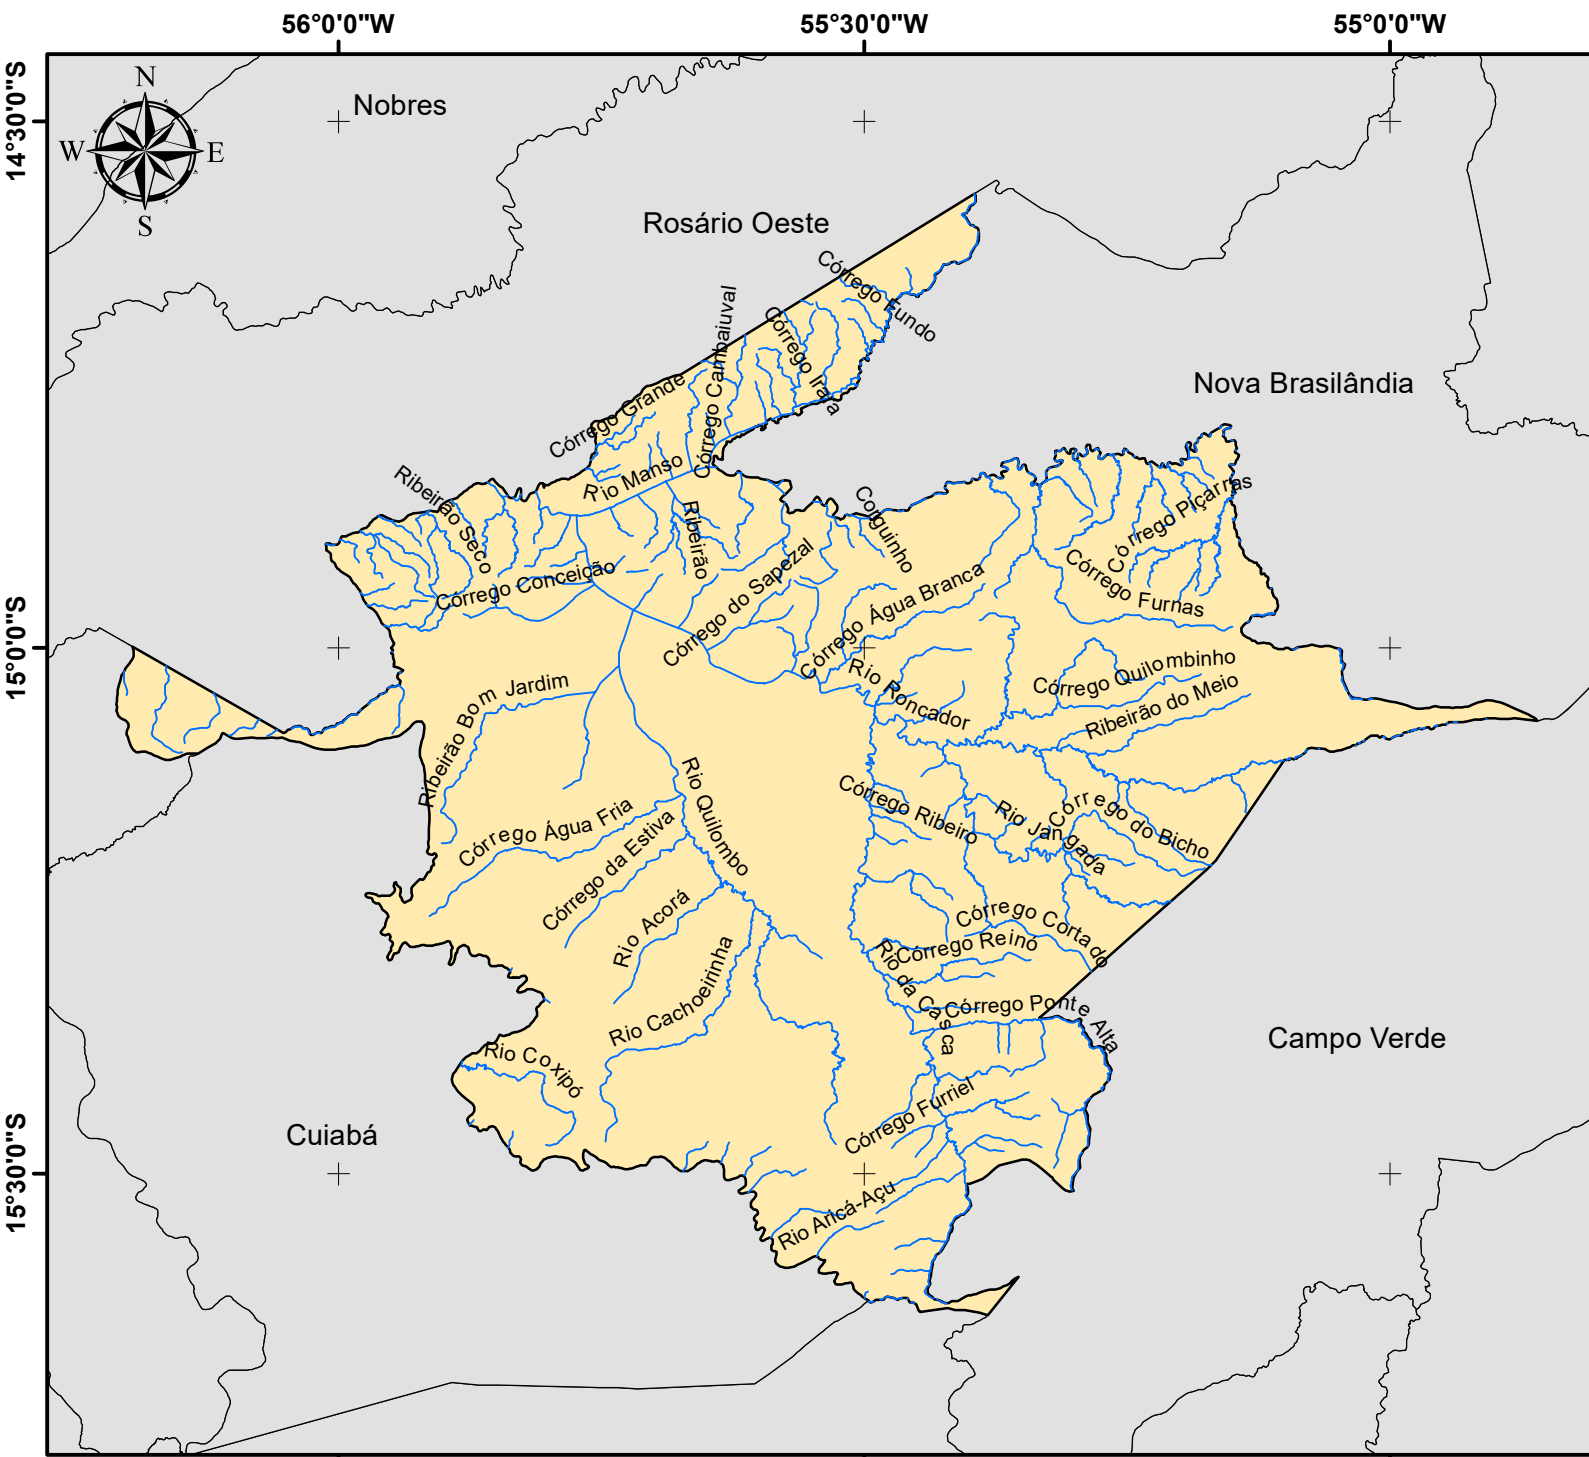 56°0'0"W
55°30'0"W
55°0'0"W
14°30'0"S
15°0'0"S
15°30'0"S
N
W
E
S
Nobres
Rosário Oeste
Nova Brasilândia
Campo Verde
Cuiabá
Córrego Fundo
Córrego Cambaiuval
Córrego Irara
Córrego Grande
Rio Manso
Ribeirão Seco
Ribeirão
Coiguinho
Córrego Piçarras
Córrego Conceição
Córrego do Sapezal
Córrego Água Branca
Córrego Furnas
Rio Roncador
Córrego Quilombinho
Ribeirão do Meio
Ribeirão Bom Jardim
Rio Quilombo
Córrego Ribeiro
Rio Jangada
Córrego do Bicho
Córrego Água Fria
Córrego da Estiva
Rio Acorá
Rio Cachoeirinha
Córrego Cortado
Córrego Reinó
Rio da Casca
Córrego Ponte Alta
Rio Coxipó
Córrego Furriel
Rio Aricá-Açu